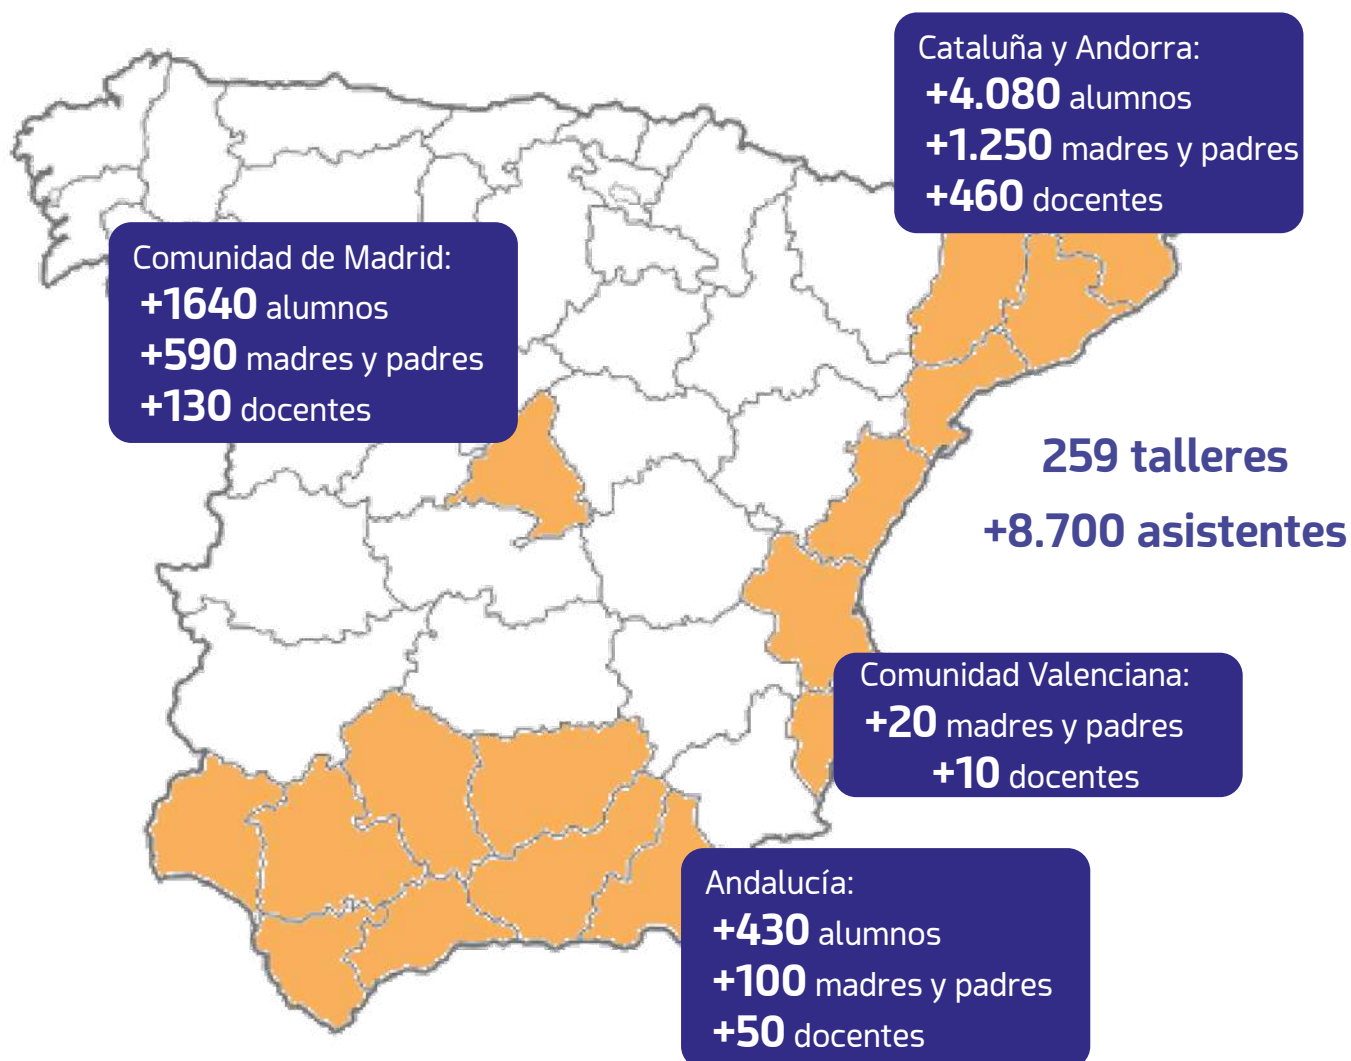 Cataluña y Andorra:
+4.080 alumnos
+1.250 madres y padres
+460 docentes
Comunidad de Madrid:
+1640 alumnos
+590 madres y padres
+130 docentes
259 talleres
+8.700 asistentes
Comunidad Valenciana:
+20 madres y padres
+10 docentes
Andalucía:
+430 alumnos
+100 madres y padres
+50 docentes